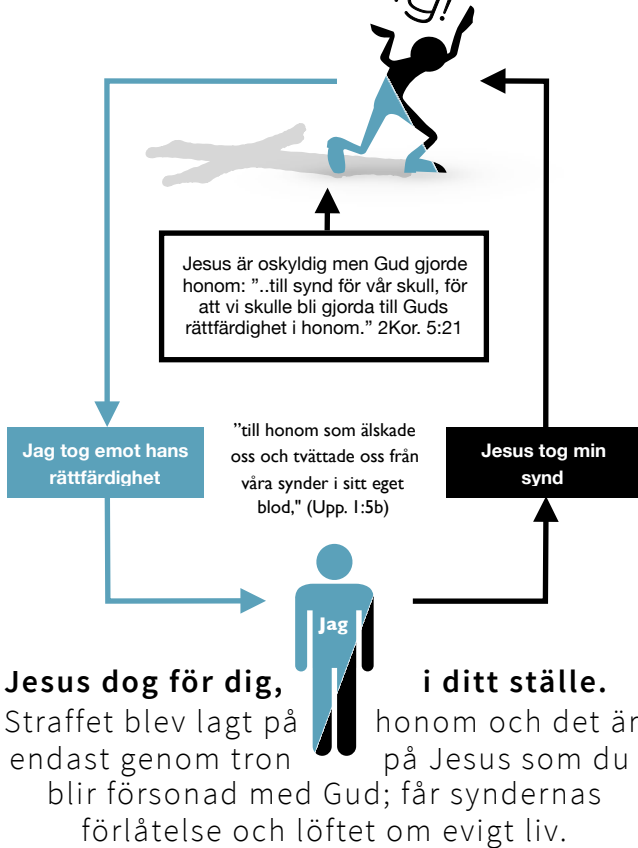 Jesus är oskyldig men Gud gjorde
honom: ”..till synd för vår skull, för
att vi skulle bli gjorda till Guds
rättfärdighet i honom.” 2Kor. 5:21
Jag tog emot hans
rättfärdighet
”till honom som älskade
oss och tvättade oss från
våra synder i sitt eget
blod," (Upp. 1:5b)
Jesus tog min
synd
Jag
Jesus dog för dig, i ditt ställe.
Straffet blev lagt på honom och det är
endast genom tron på Jesus som du
blir försonad med Gud; får syndernas
förlåtelse och löftet om evigt liv.